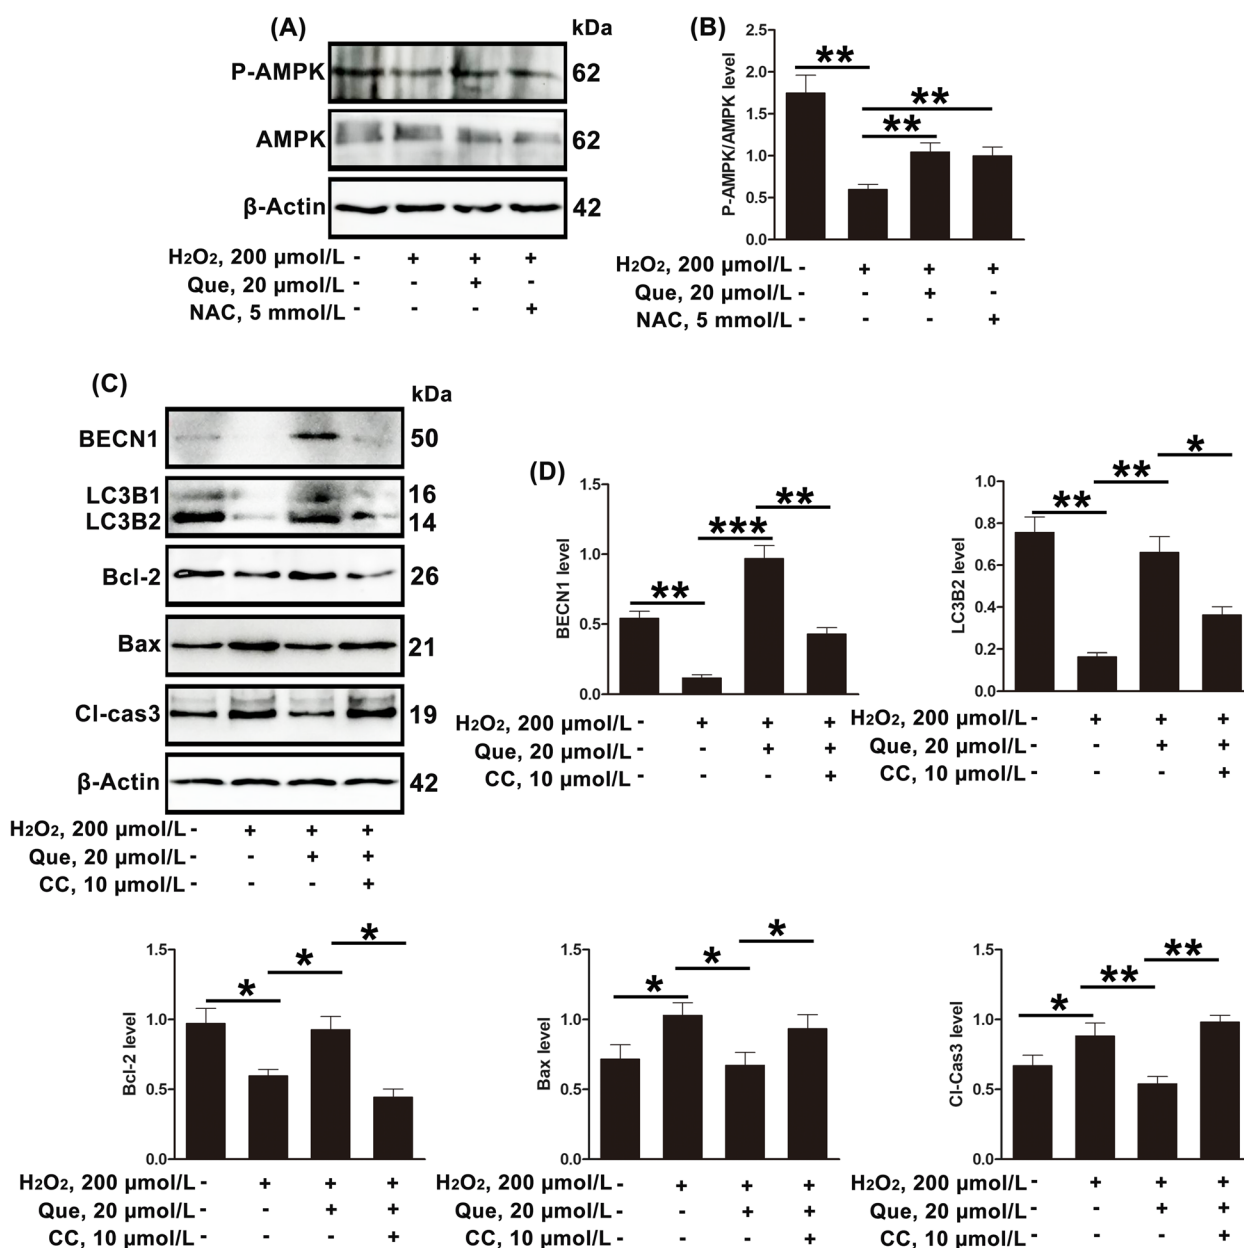 (A)
kDa
P-AMPK 62
AMPK 62
β-Actin 42
H2O2, 200 μmol/L - + + +
Que, 20 μmol/L - - + -
NAC, 5 mmol/L - - - +
(B)
P-AMPK/AMPK level
2.5
2.0
1.5
1.0
0.5
0.0
**
**
**
H2O2, 200 μmol/L - + + +
Que, 20 μmol/L - - + -
NAC, 5 mmol/L - - - +
(C)
kDa
BECN1 50
LC3B1 16
LC3B2 14
Bcl-2 26
Bax 21
Cl-cas3 19
β-Actin 42
H2O2, 200 μmol/L - + + +
Que, 20 μmol/L - - + +
CC, 10 μmol/L - - - +
(D)
BECN1 level
1.5
1.0
0.5
0.0
**
***
**
H2O2, 200 μmol/L - + + +
Que, 20 μmol/L - - + +
CC, 10 μmol/L - - - +
LC3B2 level
1.0
0.8
0.6
0.4
0.2
0.0
**
**
*
H2O2, 200 μmol/L - + + +
Que, 20 μmol/L - - + +
CC, 10 μmol/L - - - +
Bcl-2 level
1.5
1.0
0.5
0.0
*
*
*
H2O2, 200 μmol/L - + + +
Que, 20 μmol/L - - + +
CC, 10 μmol/L - - - +
Bax level
1.5
1.0
0.5
0.0
*
*
*
H2O2, 200 μmol/L - + + +
Que, 20 μmol/L - - + +
CC, 10 μmol/L - - - +
Cl-Cas3 level
1.5
1.0
0.5
0.0
*
**
**
H2O2, 200 μmol/L - + + +
Que, 20 μmol/L - - + +
CC, 10 μmol/L - - - +